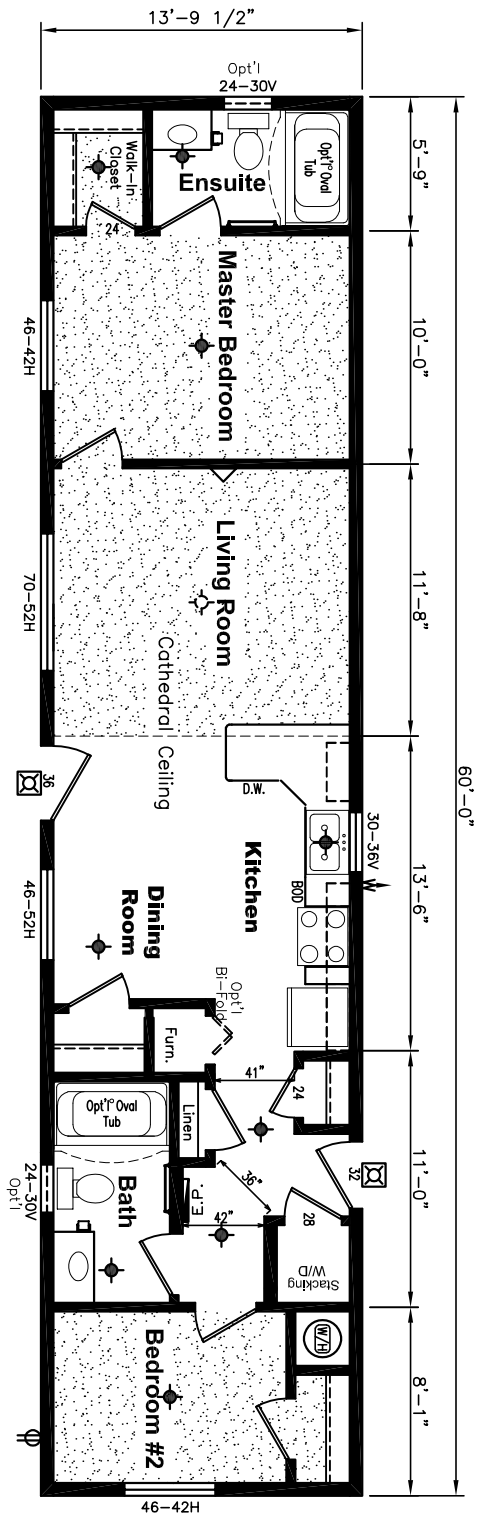 13'-9 1/2"
Opt'l
24-30V
Walk-In
Closet
24
Ensuite
Opt'l Oval
Tub
5'-9"
Master Bedroom
46-42H
10'-0"
Living Room
70-52H
11'-8"
Cathedral Ceiling
60'-0"
36
D.W.
30-36V
Kitchen
BOD
13'-6"
Dining
Room
46-52H
Opt'l
Bi-Fold
Furn.
41"
24
Linen
Opt'l Oval
Tub
11'-0"
32
36"
28
E.P.
42"
Bath
24-30V
Opt'l
Stacking
W/D
W/H
Bedroom #2
8'-1"
46-42H